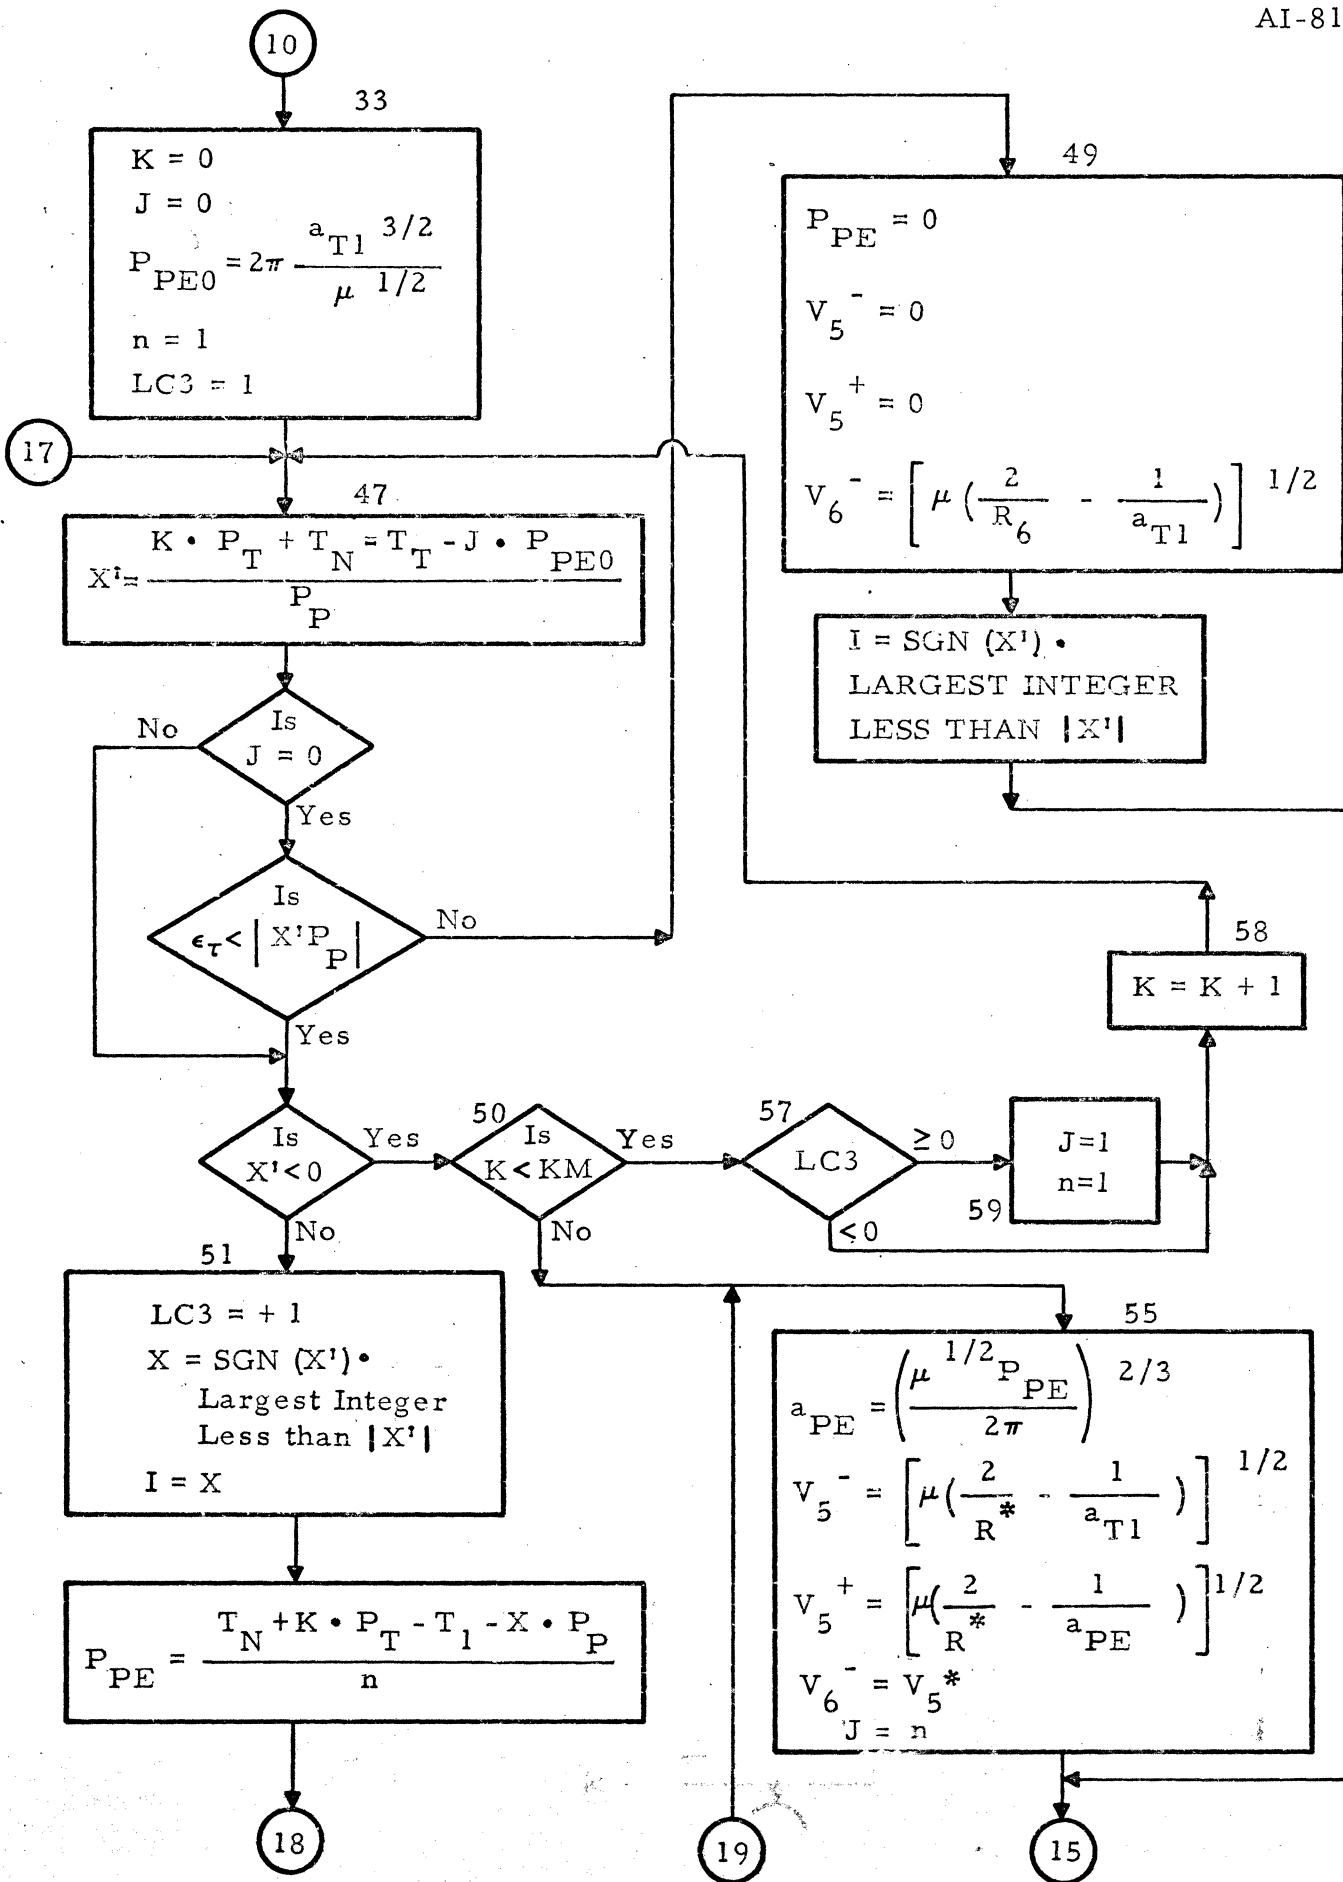 AI-81
10
33
K = 0
J = 0
P_PE0 = 2π a_T1^3/2 / μ^1/2
n = 1
LC3 = 1
17
47
X' = K • P_T + T_N = T_T - J • P_PE0 / P_P
Is
J = 0
No
Yes
Is
ϵ_τ < | X' P_P |
No
Yes
Is
X' < 0
Yes
No
50
Is
K < KM
Yes
No
57
LC3
≥ 0
< 0
59
J=1
n=1
58
K = K + 1
49
P_PE = 0
V_5^- = 0
V_5^+ = 0
V_6^- = [ μ ( 2 / R_6 - 1 / a_T1 ) ]^1/2
I = SGN (X') •
LARGEST INTEGER
LESS THAN |X'|
51
LC3 = + 1
X = SGN (X') •
Largest Integer
Less than |X'|
I = X
P_PE = T_N + K • P_T - T_1 - X • P_P / n
18
55
a_PE = ( μ^1/2 P_PE / 2π )^2/3
V_5^- = [ μ ( 2 / R* - 1 / a_T1 ) ]^1/2
V_5^+ = [ μ ( 2 / R* - 1 / a_PE ) ]^1/2
V_6^- = V_5*
J = n
19
15